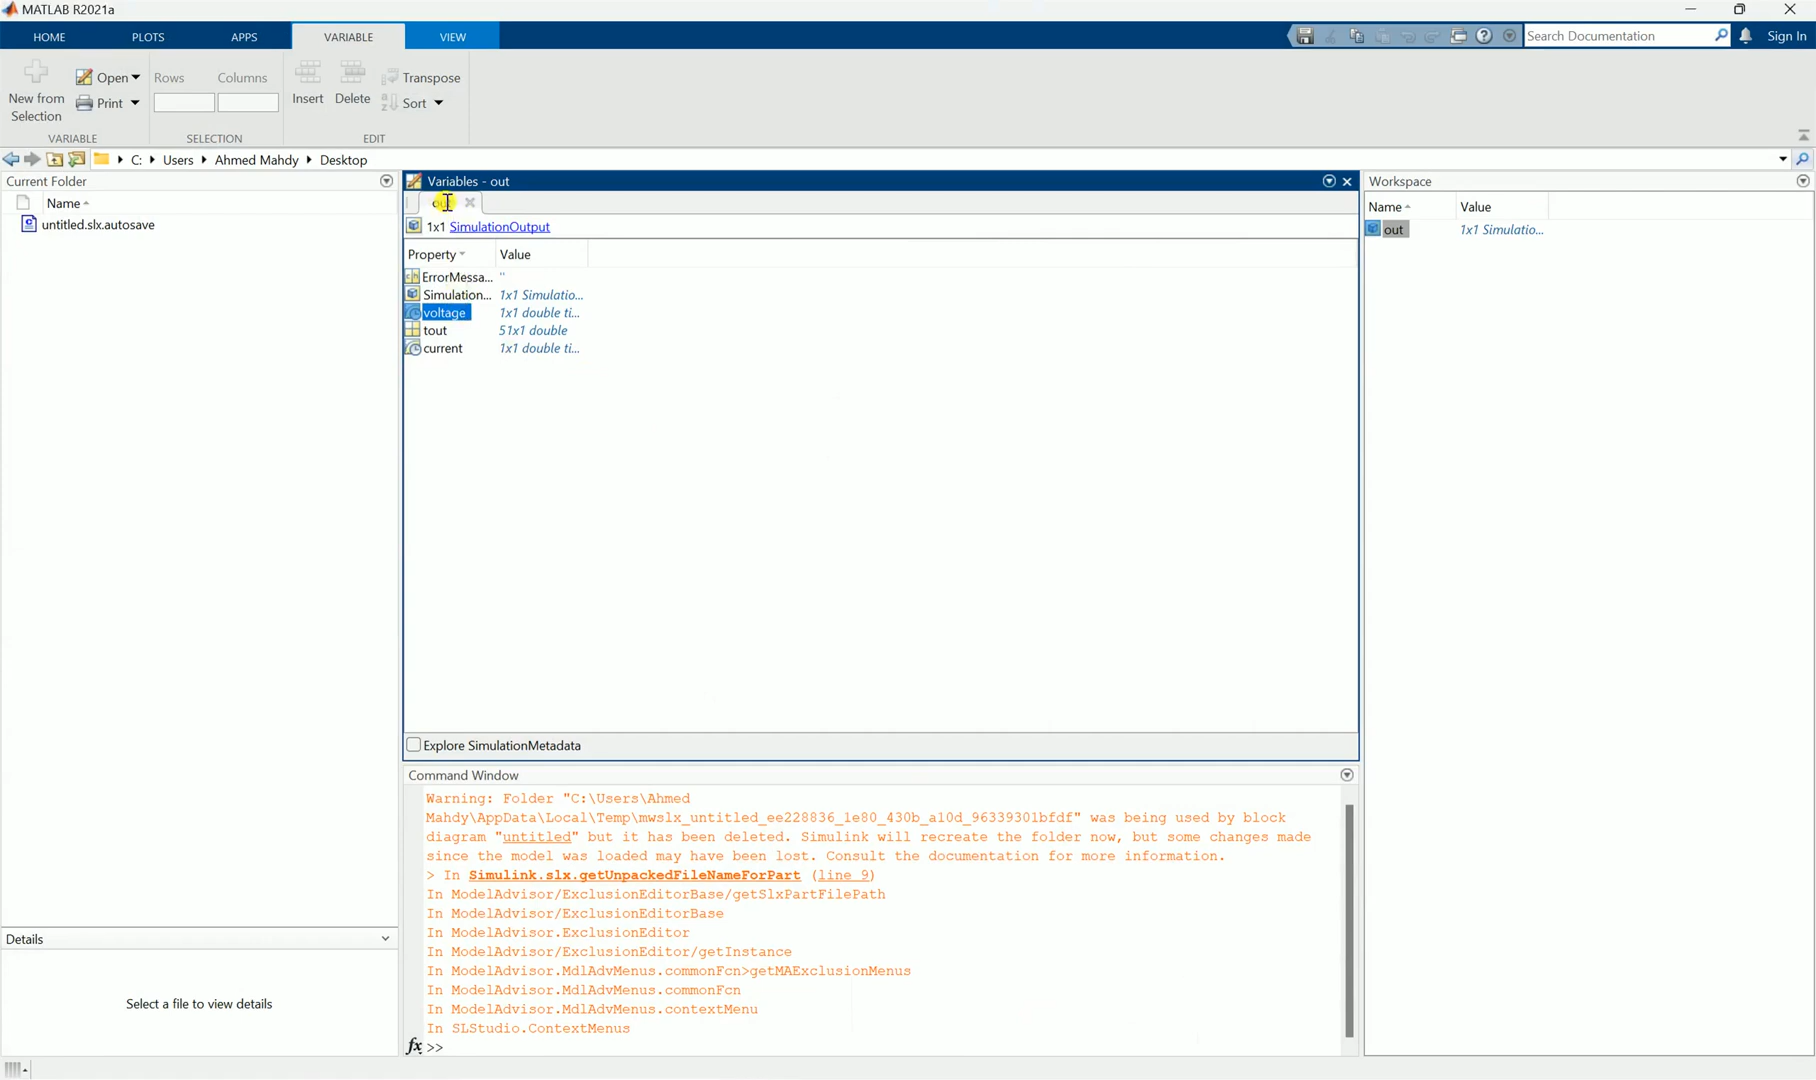 MATLAB R2021a
HOME
PLOTS
APPS
VARIABLE
VIEW
Search Documentation
Sign In
New from
Selection
Open
Print
Rows
Columns
Insert
Delete
Transpose
Sort
VARIABLE
SELECTION
EDIT
C:
Users
Ahmed Mahdy
Desktop
Current Folder
Name
untitled.slx.autosave
Details
Select a file to view details
Variables - out
1x1 SimulationOutput
Property
Value
ErrorMessa... ''
Simulation... 1x1 Simulatio...
voltage 1x1 double ti...
tout 51x1 double
current 1x1 double ti...
Explore SimulationMetadata
Command Window
Warning: Folder "C:\Users\Ahmed
Mahdy\AppData\Local\Temp\mwslx_untitled_ee228836_1e80_430b_a10d_96339301bfdf" was being used by block
diagram "untitled" but it has been deleted. Simulink will recreate the folder now, but some changes made
since the model was loaded may have been lost. Consult the documentation for more information.
> In Simulink.slx.getUnpackedFileNameForPart (line 9)
In ModelAdvisor/ExclusionEditorBase/getSlxPartFilePath
In ModelAdvisor/ExclusionEditorBase
In ModelAdvisor.ExclusionEditor
In ModelAdvisor/ExclusionEditor/getInstance
In ModelAdvisor.MdlAdvMenus.commonFcn>getMAExclusionMenus
In ModelAdvisor.MdlAdvMenus.commonFcn
In ModelAdvisor.MdlAdvMenus.contextMenu
In SLStudio.ContextMenus
fx >>
Workspace
Name
Value
out 1x1 Simulatio...